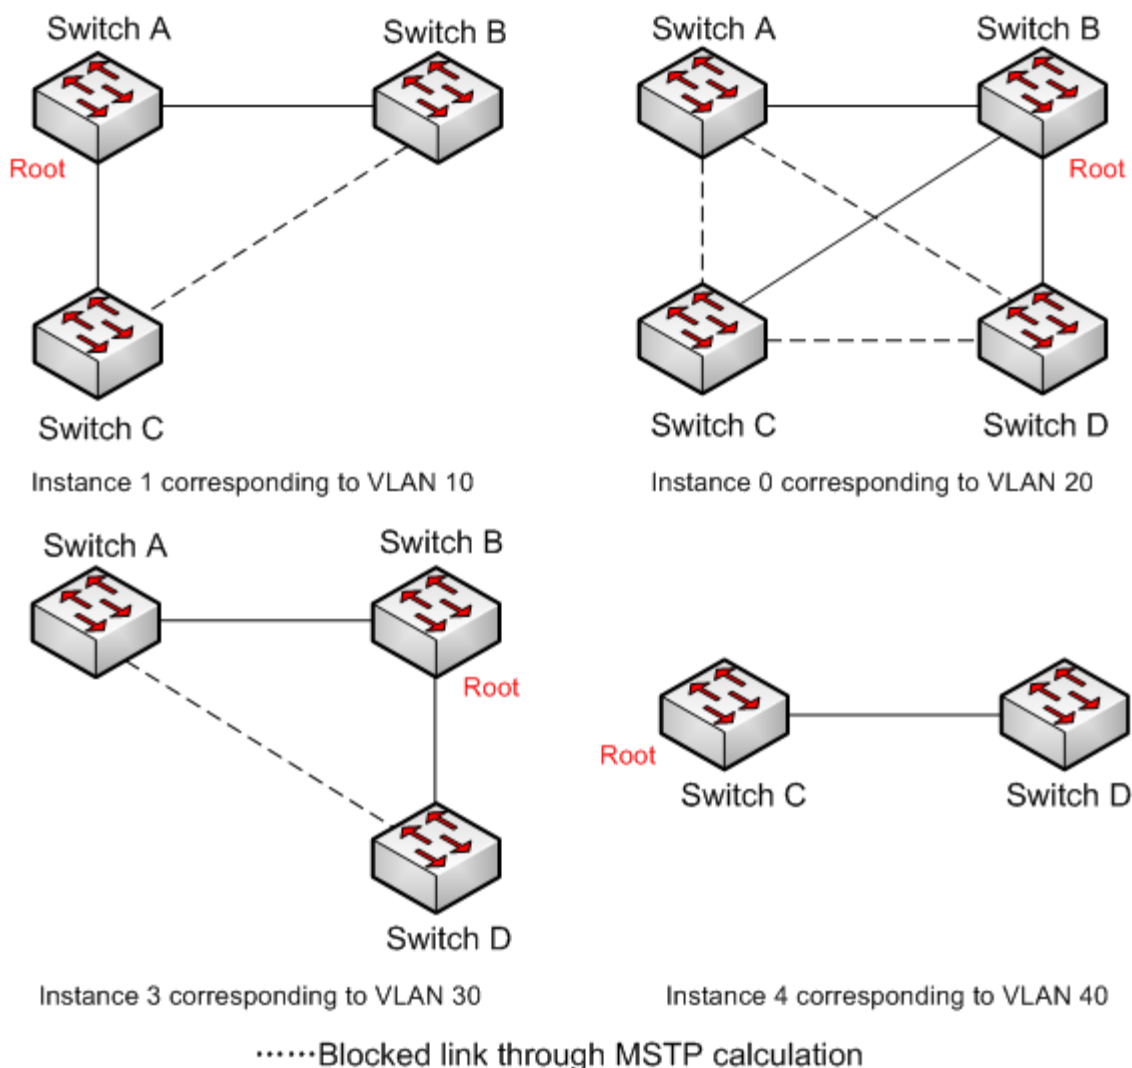 Switch A
Switch B
Root
Switch C
Instance 1 corresponding to VLAN 10
Switch A
Switch B
Root
Switch C
Switch D
Instance 0 corresponding to VLAN 20
Switch A
Switch B
Root
Switch D
Instance 3 corresponding to VLAN 30
Root
Switch C
Switch D
Instance 4 corresponding to VLAN 40
······Blocked link through MSTP calculation